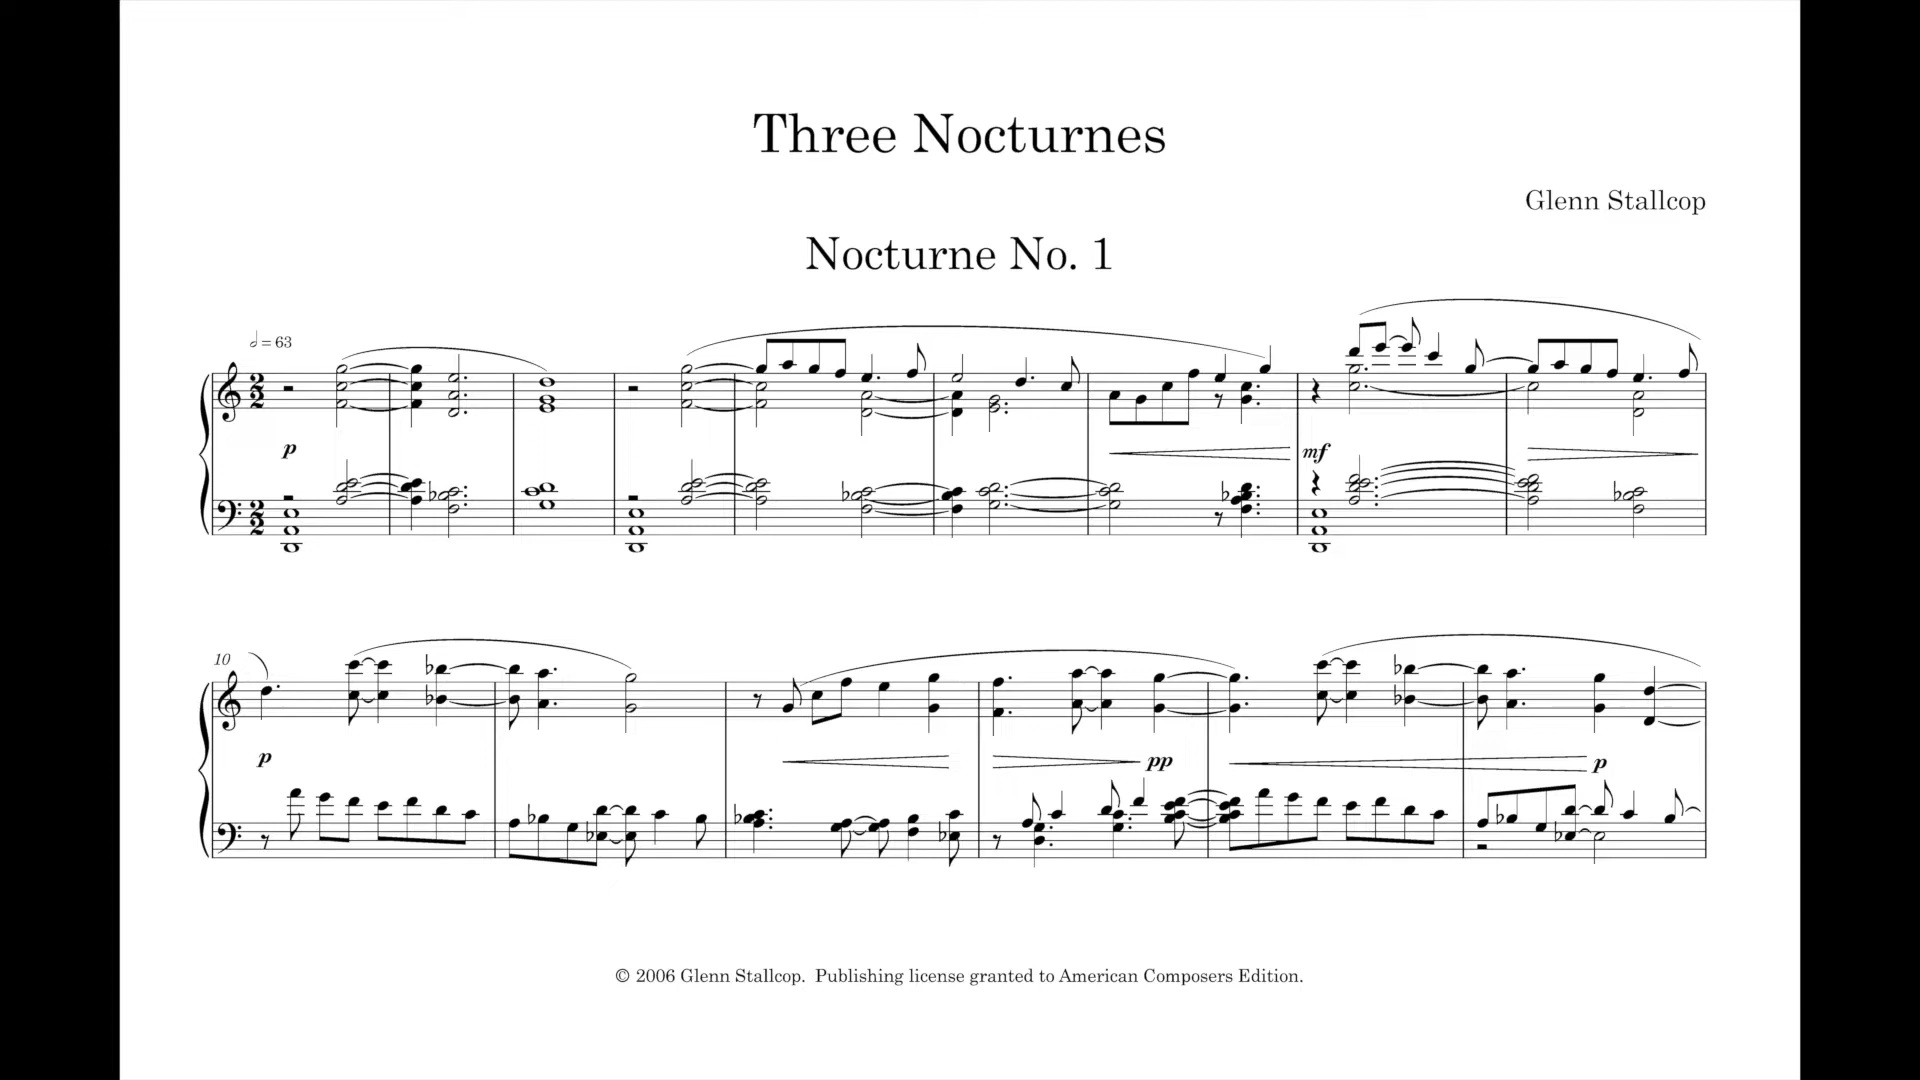 Three Nocturnes
Glenn Stallcop
Nocturne No. 1
𝅗𝅥 = 63
p
mf
10
p
pp
p
© 2006 Glenn Stallcop. Publishing license granted to American Composers Edition.